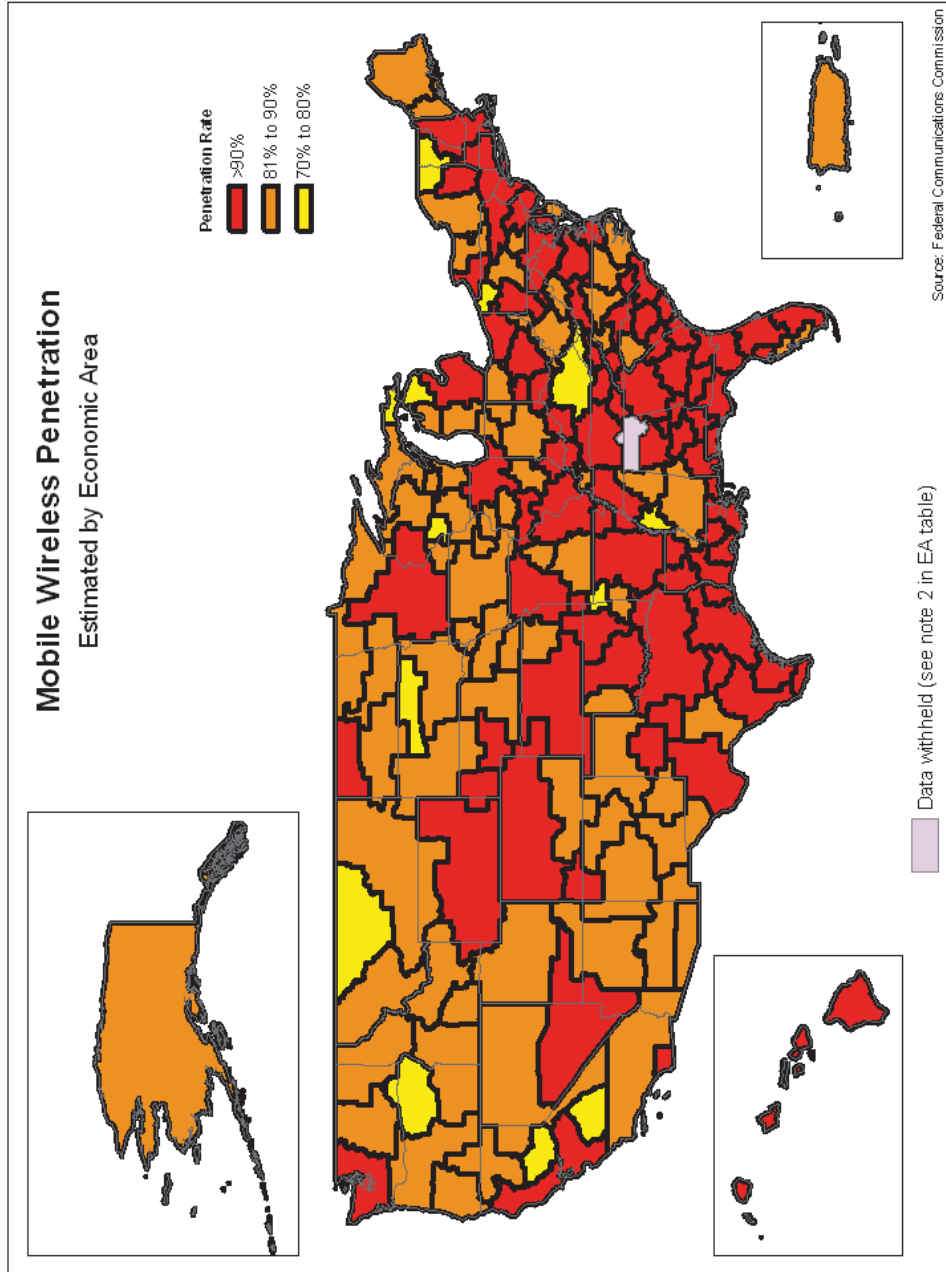 Mobile Wireless Penetration
Estimated by Economic Area
Penetration Rate
>90%
81% to 90%
70% to 80%
Data withheld (see note 2 in EA table)
Source: Federal Communications Commission